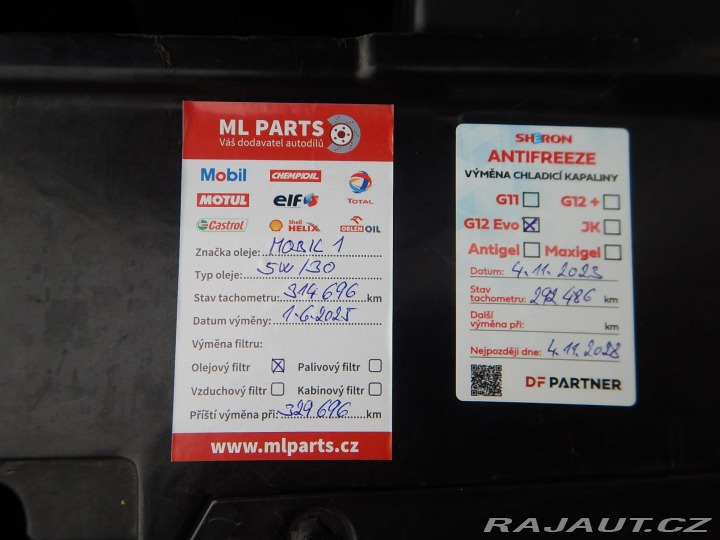 ML PARTS
Váš dodavatel autodílů
Mobil CHEMPIOIL TOTAL
MOTUL elf
Castrol Shell HELIX ORLEN OIL
Značka oleje: MOBIL 1
Typ oleje: 5W/30
Stav tachometru: 314 696 km
Datum výměny: 1.6.2025
Výměna filtru:
Olejový filtr Palivový filtr
Vzduchový filtr Kabinový filtr
Příští výměna při: 329 696 km
www.mlparts.cz
SHERON
ANTIFREEZE
VÝMĚNA CHLADICÍ KAPALINY
G11 G12 +
G12 Evo JK
Antigel Maxigel
Datum: 4.11.2023
Stav
tachometru: 292 486 km
Další
výměna při: km
Nejpozději dne: 4.11.2028
DF PARTNER
RAJAUT.CZ